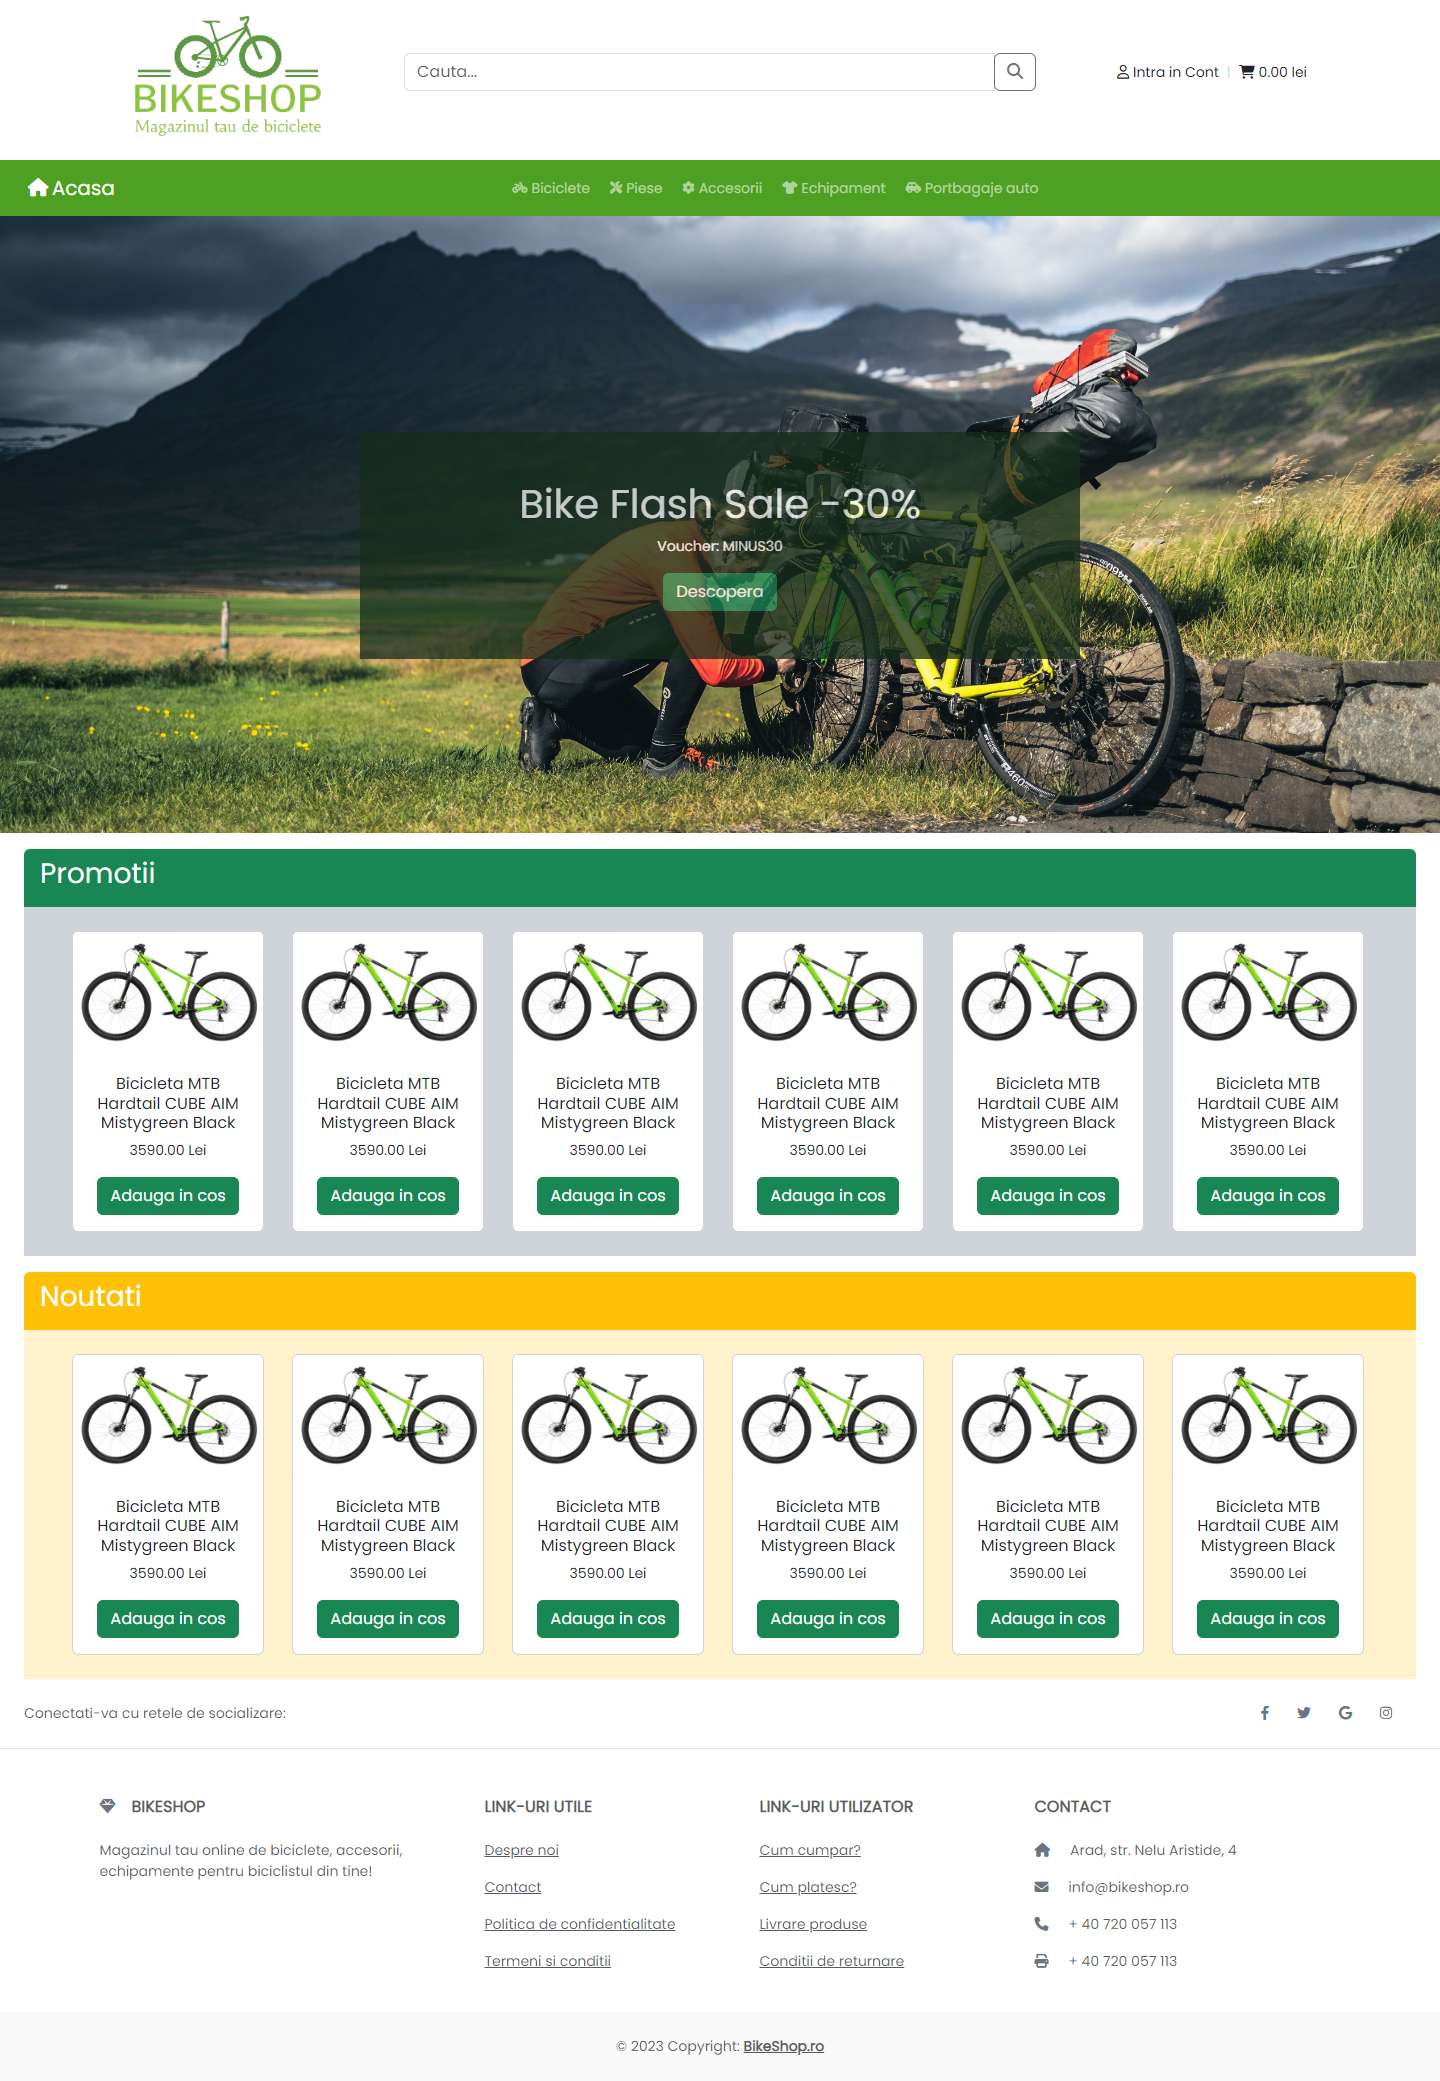 BIKESHOP
Magazinul tau de biciclete
Cauta...
Intra in Cont | 0.00 lei
Acasa
Biciclete Piese Accesorii Echipament Portbagaje auto
Bike Flash Sale -30%
Voucher: MINUS30
Descopera
R460
Promotii
Bicicleta MTB Hardtail CUBE AIM Mistygreen Black
3590.00 Lei
Adauga in cos
Bicicleta MTB Hardtail CUBE AIM Mistygreen Black
3590.00 Lei
Adauga in cos
Bicicleta MTB Hardtail CUBE AIM Mistygreen Black
3590.00 Lei
Adauga in cos
Bicicleta MTB Hardtail CUBE AIM Mistygreen Black
3590.00 Lei
Adauga in cos
Bicicleta MTB Hardtail CUBE AIM Mistygreen Black
3590.00 Lei
Adauga in cos
Bicicleta MTB Hardtail CUBE AIM Mistygreen Black
3590.00 Lei
Adauga in cos
Noutati
Bicicleta MTB Hardtail CUBE AIM Mistygreen Black
3590.00 Lei
Adauga in cos
Bicicleta MTB Hardtail CUBE AIM Mistygreen Black
3590.00 Lei
Adauga in cos
Bicicleta MTB Hardtail CUBE AIM Mistygreen Black
3590.00 Lei
Adauga in cos
Bicicleta MTB Hardtail CUBE AIM Mistygreen Black
3590.00 Lei
Adauga in cos
Bicicleta MTB Hardtail CUBE AIM Mistygreen Black
3590.00 Lei
Adauga in cos
Bicicleta MTB Hardtail CUBE AIM Mistygreen Black
3590.00 Lei
Adauga in cos
Conectati-va cu retele de socializare:
BIKESHOP
Magazinul tau online de biciclete, accesorii,
echipamente pentru biciclistul din tine!
LINK-URI UTILE
Despre noi
Contact
Politica de confidentialitate
Termeni si conditii
LINK-URI UTILIZATOR
Cum cumpar?
Cum platesc?
Livrare produse
Conditii de returnare
CONTACT
Arad, str. Nelu Aristide, 4
info@bikeshop.ro
+ 40 720 057 113
+ 40 720 057 113
© 2023 Copyright: BikeShop.ro